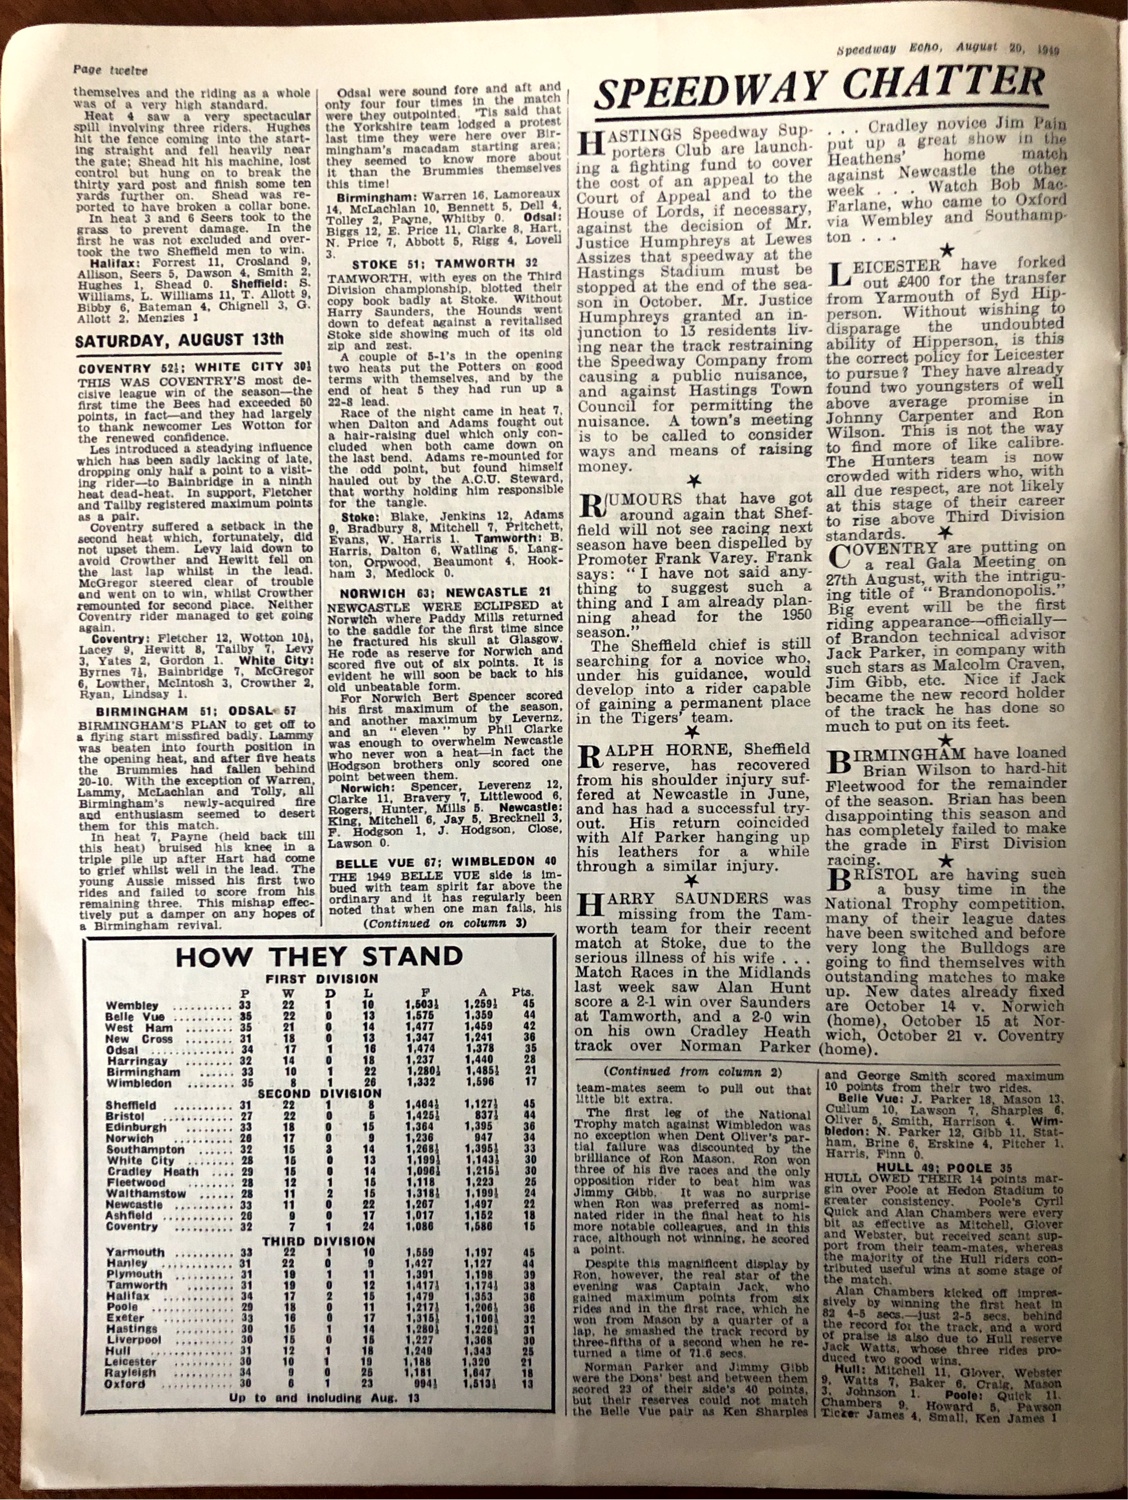 Page twelve
Speedway Echo, August 20, 1949
themselves and the riding as a whole
was of a very high standard.
Heat 4 saw a very spectacular
spill involving three riders. Hughes
hit the fence coming into the start-
ing straight and fell heavily near
the gate; Shead hit his machine, lost
control but hung on to break the
thirty yard post and finish some ten
yards further on. Shead was re-
ported to have broken a collar bone.
In heat 3 and 6 Seers took to the
grass to prevent damage. In the
first he was not excluded and over-
took the two Sheffield men to win.
Halifax: Forrest 11, Crosland 9,
Allison, Seers 5, Dawson 4, Smith 2,
Hughes 1, Shead 0. Sheffield: S.
Williams, L. Williams 11, T. Allott 9,
Bibby 6, Bateman 4, Chignell 3, G.
Allott 2, Menzies 1
SATURDAY, AUGUST 13th
COVENTRY 52½; WHITE CITY 30½
THIS WAS COVENTRY'S most de-
cisive league win of the season—the
first time the Bees had exceeded 50
points, in fact—and they had largely
to thank newcomer Les Wotton for
the renewed confidence.
Les introduced a steadying influence
which has been sadly lacking of late,
dropping only half a point to a visit-
ing rider—to Bainbridge in a ninth
heat dead-heat. In support, Fletcher
and Tailby registered maximum points
as a pair.
Coventry suffered a setback in the
second heat which, fortunately, did
not upset them. Levy laid down to
avoid Crowther and Hewitt fell on
the last lap whilst in the lead.
McGregor steered clear of trouble
and went on to win, whilst Crowther
remounted for second place. Neither
Coventry rider managed to get going
again.
Coventry: Fletcher 12, Wotton 10½,
Lacey 9, Hewitt 8, Tailby 7, Levy
3, Yates 2, Gordon 1. White City:
Byrnes 7½, Bainbridge 7, McGregor
6, Lowther, McIntosh 3, Crowther 2,
Ryan, Lindsay 1.
BIRMINGHAM 51; ODSAL 57
BIRMINGHAM'S PLAN to get off to
a flying start missfired badly. Lammy
was beaten into fourth position in
the opening heat, and after five heats
the Brummies had fallen behind
20-10. With the exception of Warren,
Lammy, McLachlan and Tolly, all
Birmingham's newly-acquired fire
and enthusiasm seemed to desert
them for this match.
In heat 7, Payne (held back till
this heat) bruised his knee in a
triple pile up after Hart had come
to grief whilst well in the lead. The
young Aussie missed his first two
rides and failed to score from his
remaining three. This mishap effec-
tively put a damper on any hopes of
a Birmingham revival.
Odsal were sound fore and aft and
only four four times in the match
were they outpointed. 'Tis said that
the Yorkshire team lodged a protest
last time they were here over Bir-
mingham's macadam starting area;
they seemed to know more about
it than the Brummies themselves
this time!
Birmingham: Warren 16, Lamoreaux
14, McLachlan 10, Bennett 5, Dell 4,
Tolley 2, Payne, Whitby 0. Odsal:
Biggs 12, E. Price 11, Clarke 8, Hart,
N. Price 7, Abbott 5, Rigg 4, Lovell
3.
STOKE 51; TAMWORTH 32
TAMWORTH, with eyes on the Third
Division championship, blotted their
copy book badly at Stoke. Without
Harry Saunders, the Hounds went
down to defeat against a revitalised
Stoke side showing much of its old
zip and zest.
A couple of 5-1's in the opening
two heats put the Potters on good
terms with themselves, and by the
end of heat 5 they had run up a
22-8 lead.
Race of the night came in heat 7,
when Dalton and Adams fought out
a hair-raising duel which only con-
cluded when both came down on
the last bend. Adams re-mounted for
the odd point, but found himself
hauled out by the A.C.U. Steward,
that worthy holding him responsible
for the tangle.
Stoke: Blake, Jenkins 12, Adams
9, Bradbury 8, Mitchell 7, Pritchett,
Evans, W. Harris 1. Tamworth: B.
Harris, Dalton 6, Watling 5, Lang-
ton, Orpwood, Beaumont 4, Hook-
ham 3, Medlock 0.
NORWICH 63; NEWCASTLE 21
NEWCASTLE WERE ECLIPSED at
Norwich where Paddy Mills returned
to the saddle for the first time since
he fractured his skull at Glasgow.
He rode as reserve for Norwich and
scored five out of six points. It is
evident he will soon be back to his
old unbeatable form.
For Norwich Bert Spencer scored
his first maximum of the season,
and another maximum by Levernz,
and an "eleven" by Phil Clarke
was enough to overwhelm Newcastle
who never won a heat—in fact the
Hodgson brothers only scored one
point between them.
Norwich: Spencer, Leverenz 12,
Clarke 11, Bravery 7, Littlewood 6,
Rogers, Hunter, Mills 5. Newcastle:
King, Mitchell 6, Jay 5, Brecknell 3,
F. Hodgson 1, J. Hodgson, Close,
Lawson 0.
BELLE VUE 67; WIMBLEDON 40
THE 1949 BELLE VUE side is im-
bued with team spirit far above the
ordinary and it has regularly been
noted that when one man fails, his
(Continued on column 3)
HOW THEY STAND
FIRST DIVISION
P W D L F A Pts.
Wembley 33 22 1 10 1,503½ 1,259½ 45
Belle Vue 35 22 0 13 1,575 1,359 44
West Ham 35 21 0 14 1,477 1,459 42
New Cross 31 18 0 13 1,347 1,241 36
Odsal 34 17 1 16 1,474 1,378 35
Harringay 32 14 0 18 1,237 1,440 28
Birmingham 33 10 1 22 1,280½ 1,485½ 21
Wimbledon 35 8 1 26 1,332 1,596 17
SECOND DIVISION
Sheffield 31 22 1 8 1,464½ 1,127½ 45
Bristol 27 22 0 5 1,425½ 837½ 44
Edinburgh 33 18 0 15 1,364 1,395 36
Norwich 26 17 0 9 1,236 947 34
Southampton 32 15 3 14 1,268½ 1,395½ 33
White City 28 15 0 13 1,199½ 1,143½ 30
Cradley Heath 29 15 0 14 1,096½ 1,215½ 30
Fleetwood 28 12 1 15 1,118 1,223 25
Walthamstow 28 11 2 15 1,318½ 1,199½ 24
Newcastle 33 11 0 22 1,267 1,497 22
Ashfield 26 9 0 17 1,017 1,152 18
Coventry 32 7 1 24 1,086 1,586 15
THIRD DIVISION
Yarmouth 33 22 1 10 1,559 1,197 45
Hanley 31 22 0 9 1,427 1,127 44
Plymouth 31 19 1 11 1,391 1,198 39
Tamworth 31 19 0 12 1,417½ 1,174½ 38
Halifax 34 17 2 15 1,479 1,353 36
Poole 29 18 0 11 1,217½ 1,206½ 36
Exeter 33 16 0 17 1,315½ 1,106½ 32
Hastings 30 15 1 14 1,280½ 1,226½ 31
Liverpool 30 15 0 15 1,227 1,368 30
Hull 31 12 1 18 1,249 1,343 25
Leicester 30 10 1 19 1,188 1,320 21
Rayleigh 34 9 0 25 1,181 1,647 18
Oxford 30 6 1 23 994½ 1,513½ 13
Up to and including Aug. 13
SPEEDWAY CHATTER
HASTINGS Speedway Sup-
porters Club are launch-
ing a fighting fund to cover
the cost of an appeal to the
Court of Appeal and to the
House of Lords, if necessary,
against the decision of Mr.
Justice Humphreys at Lewes
Assizes that speedway at the
Hastings Stadium must be
stopped at the end of the sea-
son in October. Mr. Justice
Humphreys granted an in-
junction to 13 residents liv-
ing near the track restraining
the Speedway Company from
causing a public nuisance,
and against Hastings Town
Council for permitting the
nuisance. A town's meeting
is to be called to consider
ways and means of raising
money.
RUMOURS that have got
around again that Shef-
field will not see racing next
season have been dispelled by
Promoter Frank Varey. Frank
says: "I have not said any-
thing to suggest such a
thing and I am already plan-
ning ahead for the 1950
season."
The Sheffield chief is still
searching for a novice who,
under his guidance, would
develop into a rider capable
of gaining a permanent place
in the Tigers' team.
RALPH HORNE, Sheffield
reserve, has recovered
from his shoulder injury suf-
fered at Newcastle in June,
and has had a successful try-
out. His return coincided
with Alf Parker hanging up
his leathers for a while
through a similar injury.
HARRY SAUNDERS was
missing from the Tam-
worth team for their recent
match at Stoke, due to the
serious illness of his wife . . .
Match Races in the Midlands
last week saw Alan Hunt
score a 2-1 win over Saunders
at Tamworth, and a 2-0 win
on his own Cradley Heath
track over Norman Parker
. . . Cradley novice Jim Pain
put up a great show in the
Heathens' home match
against Newcastle the other
week . . . Watch Bob Mac-
Farlane, who came to Oxford
via Wembley and Southamp-
ton . . .
LEICESTER have forked
out £400 for the transfer
from Yarmouth of Syd Hip-
person. Without wishing to
disparage the undoubted
ability of Hipperson, is this
the correct policy for Leicester
to pursue? They have already
found two youngsters of well
above average promise in
Johnny Carpenter and Ron
Wilson. This is not the way
to find more of like calibre.
The Hunters team is now
crowded with riders who, with
all due respect, are not likely
at this stage of their career
to rise above Third Division
standards.
COVENTRY are putting on
a real Gala Meeting on
27th August, with the intrigu-
ing title of "Brandonopolis."
Big event will be the first
riding appearance—officially—
of Brandon technical advisor
Jack Parker, in company with
such stars as Malcolm Craven,
Jim Gibb, etc. Nice if Jack
became the new record holder
of the track he has done so
much to put on its feet.
BIRMINGHAM have loaned
Brian Wilson to hard-hit
Fleetwood for the remainder
of the season. Brian has been
disappointing this season and
has completely failed to make
the grade in First Division
racing.
BRISTOL are having such
a busy time in the
National Trophy competition,
many of their league dates
have been switched and before
very long the Bulldogs are
going to find themselves with
outstanding matches to make
up. New dates already fixed
are October 14 v. Norwich
(home), October 15 at Nor-
wich, October 21 v. Coventry
(home).
(Continued from column 2)
team-mates seem to pull out that
little bit extra.
The first leg of the National
Trophy match against Wimbledon was
no exception when Dent Oliver's par-
tial failure was discounted by the
brilliance of Ron Mason. Ron won
three of his five races and the only
opposition rider to beat him was
Jimmy Gibb. It was no surprise
when Ron was preferred as nomi-
nated rider in the final heat to his
more notable colleagues, and in this
race, although not winning, he scored
a point.
Despite this magnificent display by
Ron, however, the real star of the
evening was Captain Jack, who
gained maximum points from six
rides and in the first race, which he
won from Mason by a quarter of a
lap, he smashed the track record by
three-fifths of a second when he re-
turned a time of 71.6 secs.
Norman Parker and Jimmy Gibb
were the Dons' best and between them
scored 23 of their side's 40 points,
but their reserves could not match
the Belle Vue pair as Ken Sharples
and George Smith scored maximum
10 points from their two rides.
Belle Vue: J. Parker 18, Mason 13,
Cullum 10, Lawson 7, Sharples 6,
Oliver 5, Smith, Harrison 4. Wim-
bledon: N. Parker 12, Gibb 11, Stat-
ham, Brine 6, Erskine 4, Pitcher 1,
Harris, Finn 0.
HULL 49; POOLE 35
HULL OWED THEIR 14 points mar-
gin over Poole at Hedon Stadium to
greater consistency. Poole's Cyril
Quick and Alan Chambers were every
bit as effective as Mitchell, Glover
and Webster, but received scant sup-
port from their team-mates, whereas
the majority of the Hull riders con-
tributed useful wins at some stage of
the match.
Alan Chambers kicked off impres-
sively by winning the first heat in
82 4-5 secs.—just 2-5 secs. behind
the record for the track, and a word
of praise is also due to Hull reserve
Jack Watts, whose three rides pro-
duced two good wins.
Hull: Mitchell 11, Glover, Webster
9, Watts 7, Baker 6, Craig, Mason
3, Johnson 1. Poole: Quick 11,
Chambers 9, Howard 5, Pawson
Ticker James 4, Small, Ken James 1